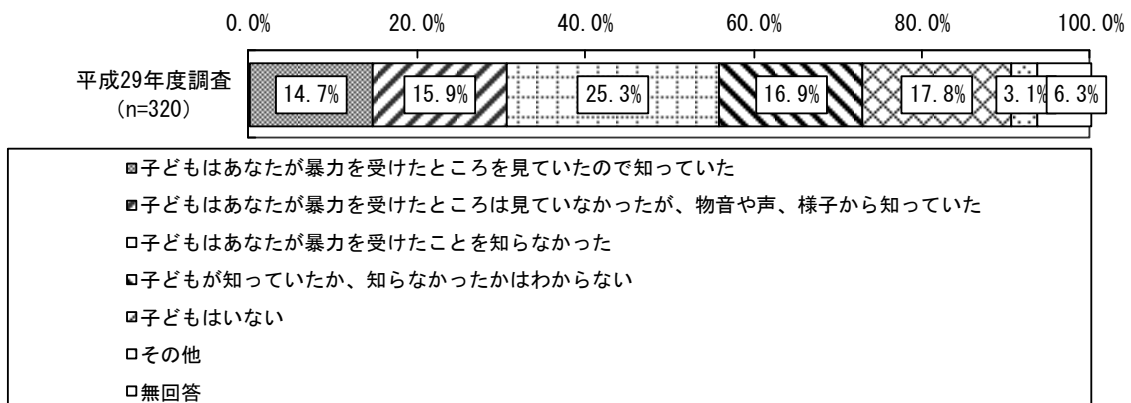 0.0% 20.0% 40.0% 60.0% 80.0% 100.0%
平成29年度調査
(n=320)
14.7% 15.9% 25.3% 16.9% 17.8% 3.1% 6.3%
子どもはあなたが暴力を受けたところを見ていたので知っていた
子どもはあなたが暴力を受けたところは見ていなかったが、物音や声、様子から知っていた
子どもはあなたが暴力を受けたことを知らなかった
子どもが知っていたか、知らなかったかはわからない
子どもはいない
その他
無回答